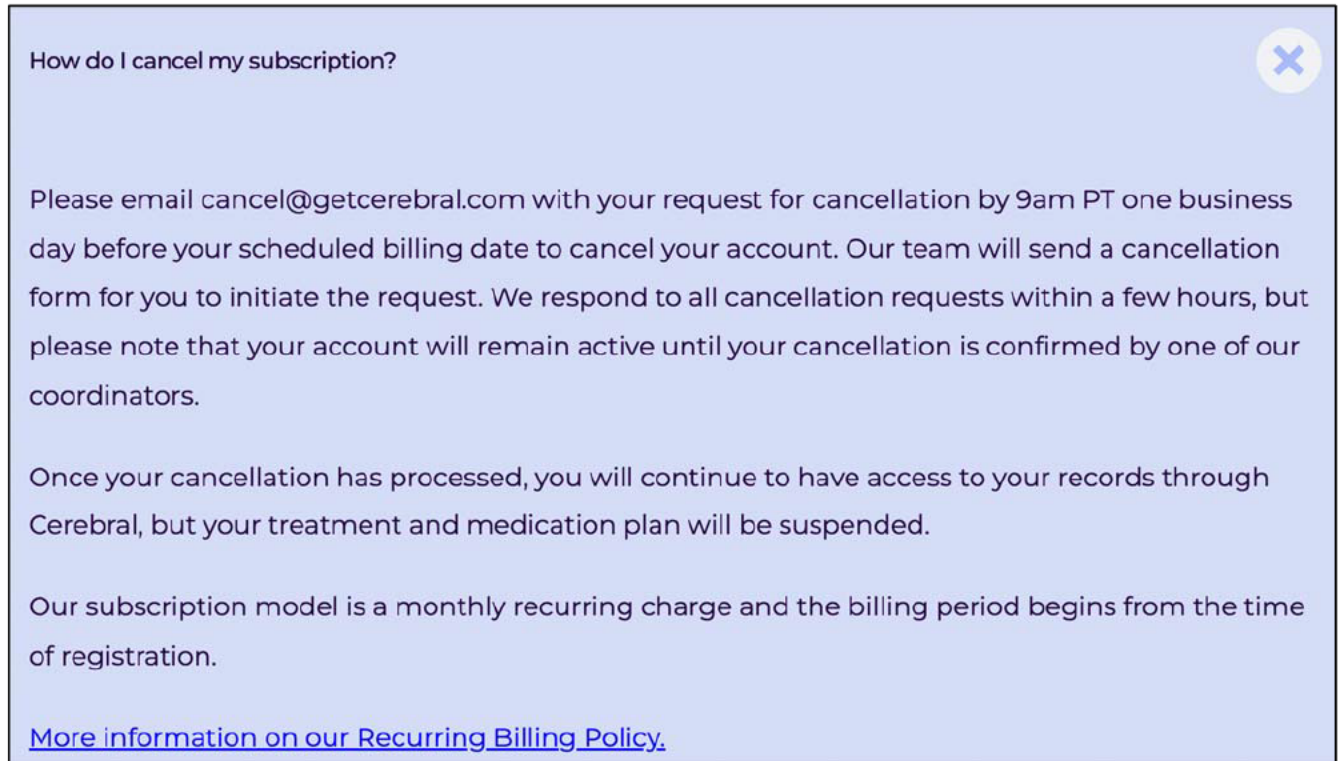 How do I cancel my subscription?
Please email cancel@getcerebral.com with your request for cancellation by 9am PT one business
day before your scheduled billing date to cancel your account. Our team will send a cancellation
form for you to initiate the request. We respond to all cancellation requests within a few hours, but
please note that your account will remain active until your cancellation is confirmed by one of our
coordinators.
Once your cancellation has processed, you will continue to have access to your records through
Cerebral, but your treatment and medication plan will be suspended.
Our subscription model is a monthly recurring charge and the billing period begins from the time
of registration.
More information on our Recurring Billing Policy.